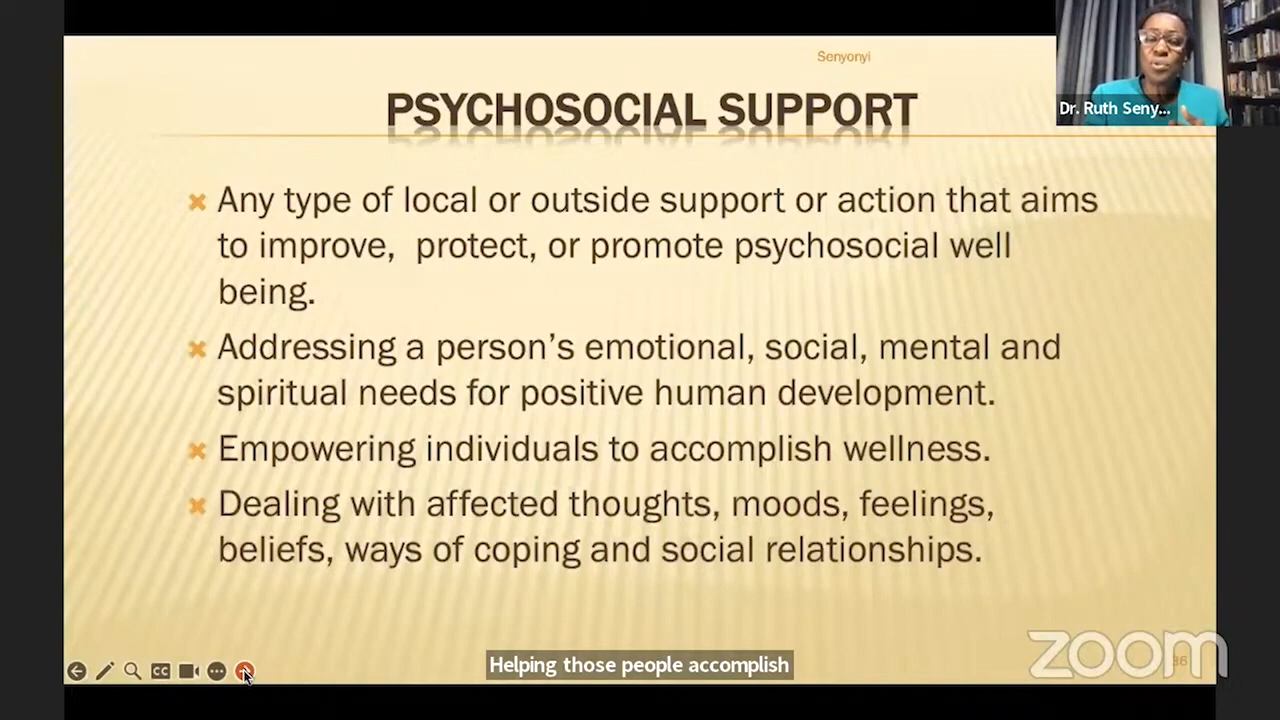 Senyonyi
PSYCHOSOCIAL SUPPORT
Dr. Ruth Seny...
Any type of local or outside support or action that aims
to improve, protect, or promote psychosocial well
being.
Addressing a person's emotional, social, mental and
spiritual needs for positive human development.
Empowering individuals to accomplish wellness.
Dealing with affected thoughts, moods, feelings,
beliefs, ways of coping and social relationships.
CC
Helping those people accomplish
zoom
36